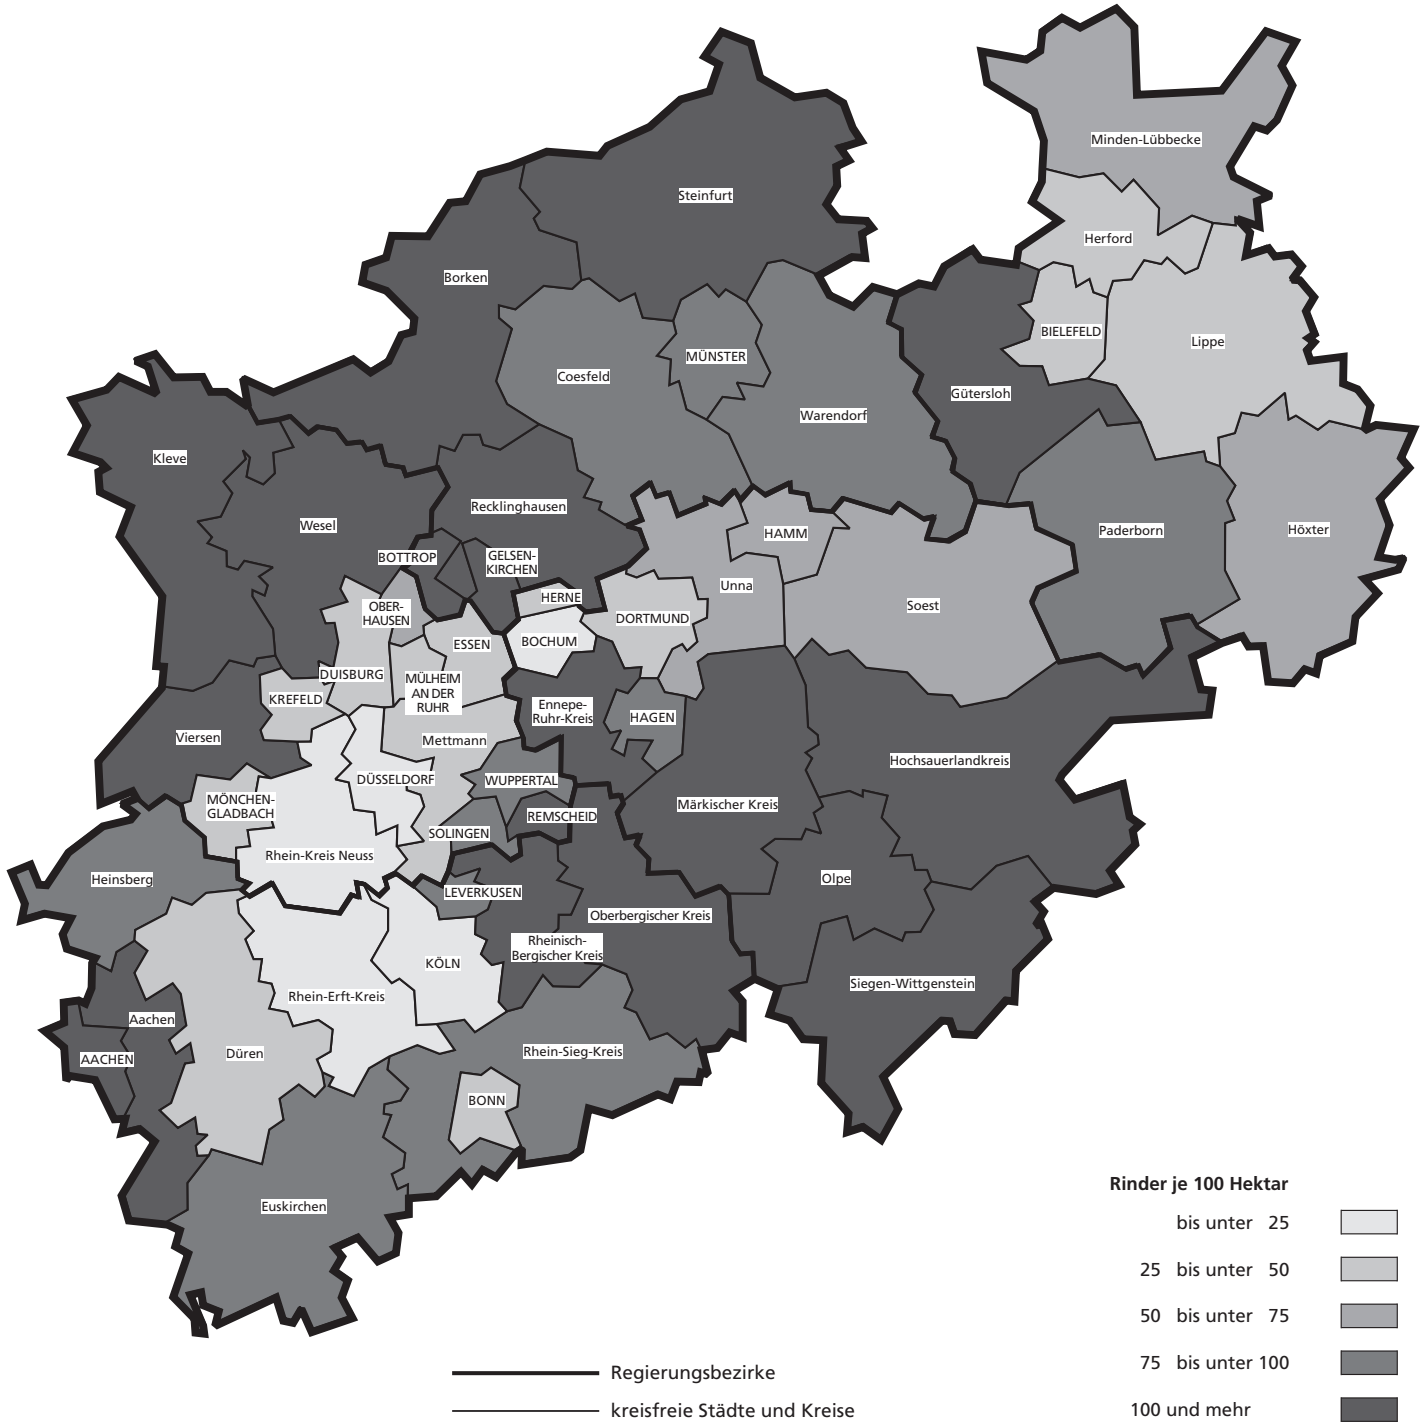 Minden-Lübbecke
Steinfurt
Herford
Borken
BIELEFELD
Lippe
MÜNSTER
Coesfeld
Gütersloh
Warendorf
Kleve
Recklinghausen
Wesel
Paderborn
Höxter
HAMM
BOTTROP
GELSEN-
KIRCHEN
Unna
HERNE
Soest
OBER-
HAUSEN
DORTMUND
ESSEN
BOCHUM
DUISBURG
MÜLHEIM
AN DER
RUHR
KREFELD
Ennepe-
Ruhr-Kreis
HAGEN
Viersen
Mettmann
Hochsauerlandkreis
DÜSSELDORF
WUPPERTAL
MÖNCHEN-
GLADBACH
Märkischer Kreis
REMSCHEID
SOLINGEN
Rhein-Kreis Neuss
Heinsberg
Olpe
LEVERKUSEN
Oberbergischer Kreis
Rheinisch-
Bergischer Kreis
KÖLN
Siegen-Wittgenstein
Rhein-Erft-Kreis
Aachen
Rhein-Sieg-Kreis
Düren
AACHEN
BONN
Euskirchen
Rinder je 100 Hektar
bis unter 25
25 bis unter 50
50 bis unter 75
75 bis unter 100
100 und mehr
Regierungsbezirke
kreisfreie Städte und Kreise